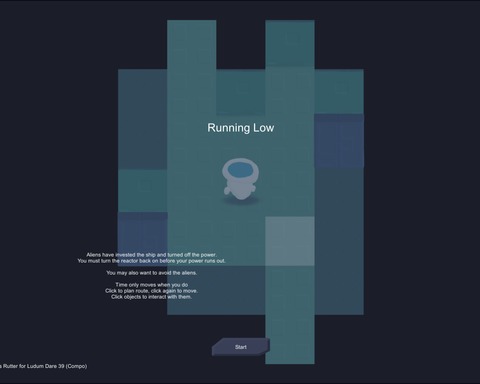 Running Low
Aliens have invested the ship and turned off the power.
You must turn the reactor back on before your power runs out.
You may also want to avoid the aliens.
Time only moves when you do
Click to plan route, click again to move.
Click objects to interact with them.
Start
Rutter for Ludum Dare 39 (Compo)